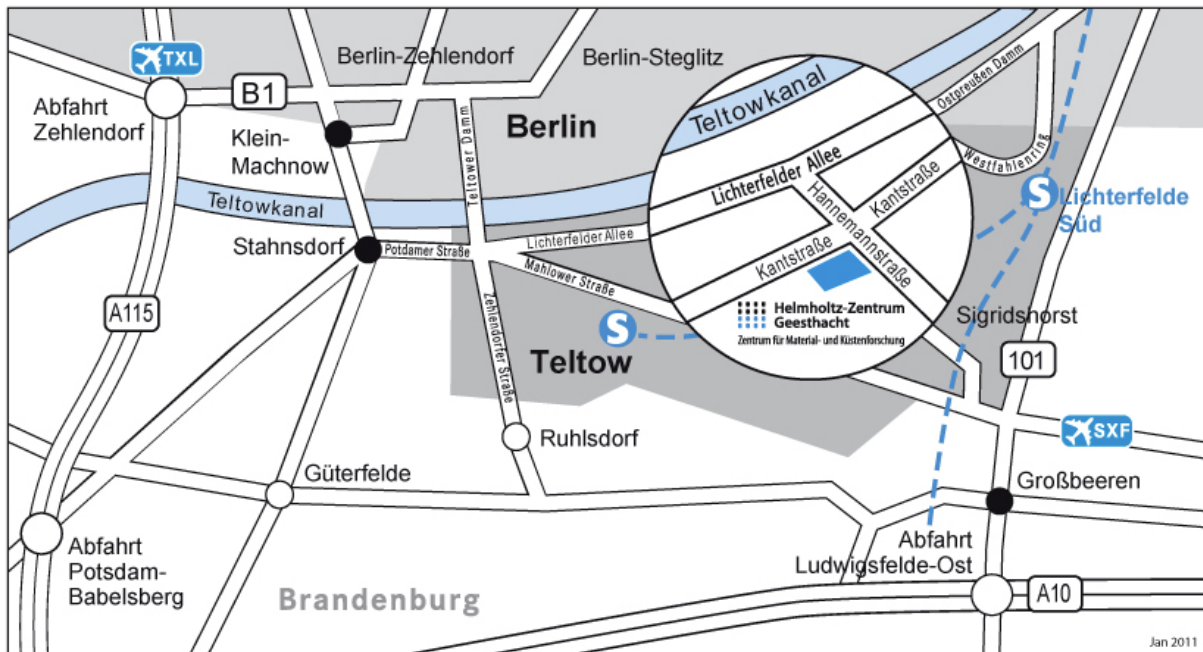 TXL
Berlin-Zehlendorf
Berlin-Steglitz
B1
Abfahrt
Zehlendorf
Klein-
Machnow
Berlin
Teltower Damm
Teltowkanal
Teltowkanal
Ostpreußen Damm
Westfahlenring
Lichterfelder Allee
Hannemannstraße
Kantstraße
Kantstraße
S
Lichterfelde
Süd
Stahnsdorf
Potsdamer Straße
Lichterfelder Allee
Mahlower Straße
Zehlendorfer Straße
A115
S
Teltow
Helmholtz-Zentrum
Geesthacht
Zentrum für Material- und Küstenforschung
Sigridshorst
101
SXF
Ruhlsdorf
Güterfelde
Großbeeren
Abfahrt
Potsdam-
Babelsberg
Abfahrt
Ludwigsfelde-Ost
Brandenburg
A10
Jan 2011